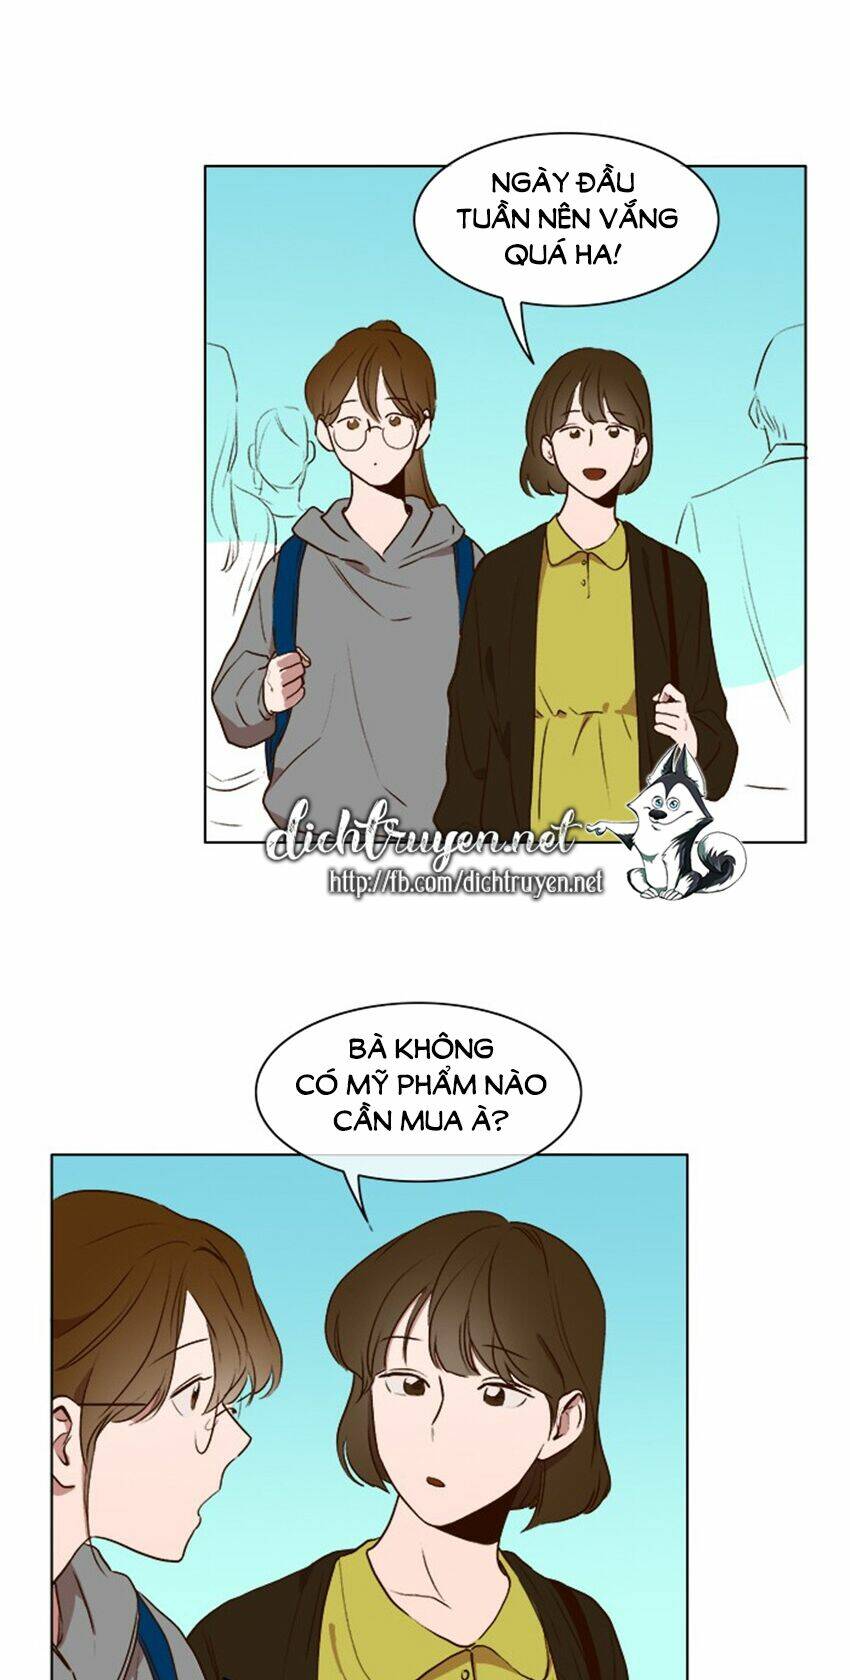 NGÀY ĐẦU
TUẦN NÊN VẮNG
QUÁ HA!
dichtruyen.net
http://fb.com/dichtruyen.net
BÀ KHÔNG
CÓ MỸ PHẨM NÀO
CẦN MUA À?